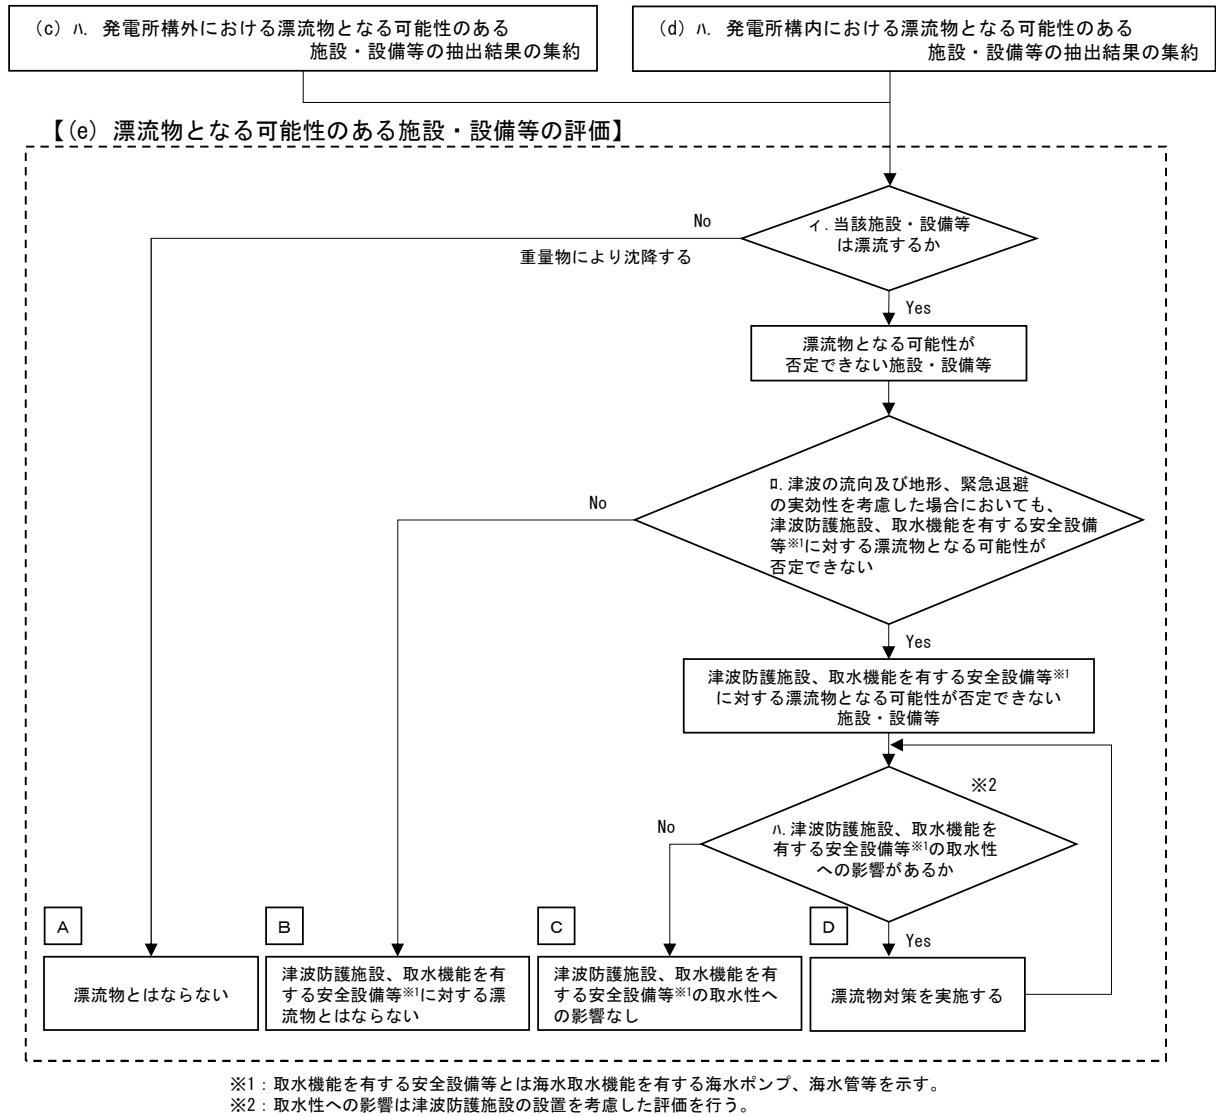 (c) ﾊ. 発電所構外における漂流物となる可能性のある
施設・設備等の抽出結果の集約
(d) ﾊ. 発電所構内における漂流物となる可能性のある
施設・設備等の抽出結果の集約
【(e) 漂流物となる可能性のある施設・設備等の評価】
ｲ. 当該施設・設備等
は漂流するか
No
重量物により沈降する
Yes
漂流物となる可能性が
否定できない施設・設備等
ﾛ. 津波の流向及び地形、緊急退避
の実効性を考慮した場合においても、
津波防護施設、取水機能を有する安全設備
等※1に対する漂流物となる可能性が
否定できない
No
Yes
津波防護施設、取水機能を有する安全設備等※1
に対する漂流物となる可能性が否定できない
施設・設備等
※2
ﾊ. 津波防護施設、取水機能を
有する安全設備等※1の取水性
への影響があるか
No
Yes
A
漂流物とはならない
B
津波防護施設、取水機能を有
する安全設備等※1に対する漂
流物とはならない
C
津波防護施設、取水機能を有
する安全設備等※1の取水性へ
の影響なし
D
漂流物対策を実施する
※1：取水機能を有する安全設備等とは海水取水機能を有する海水ポンプ、海水管等を示す。
※2：取水性への影響は津波防護施設の設置を考慮した評価を行う。